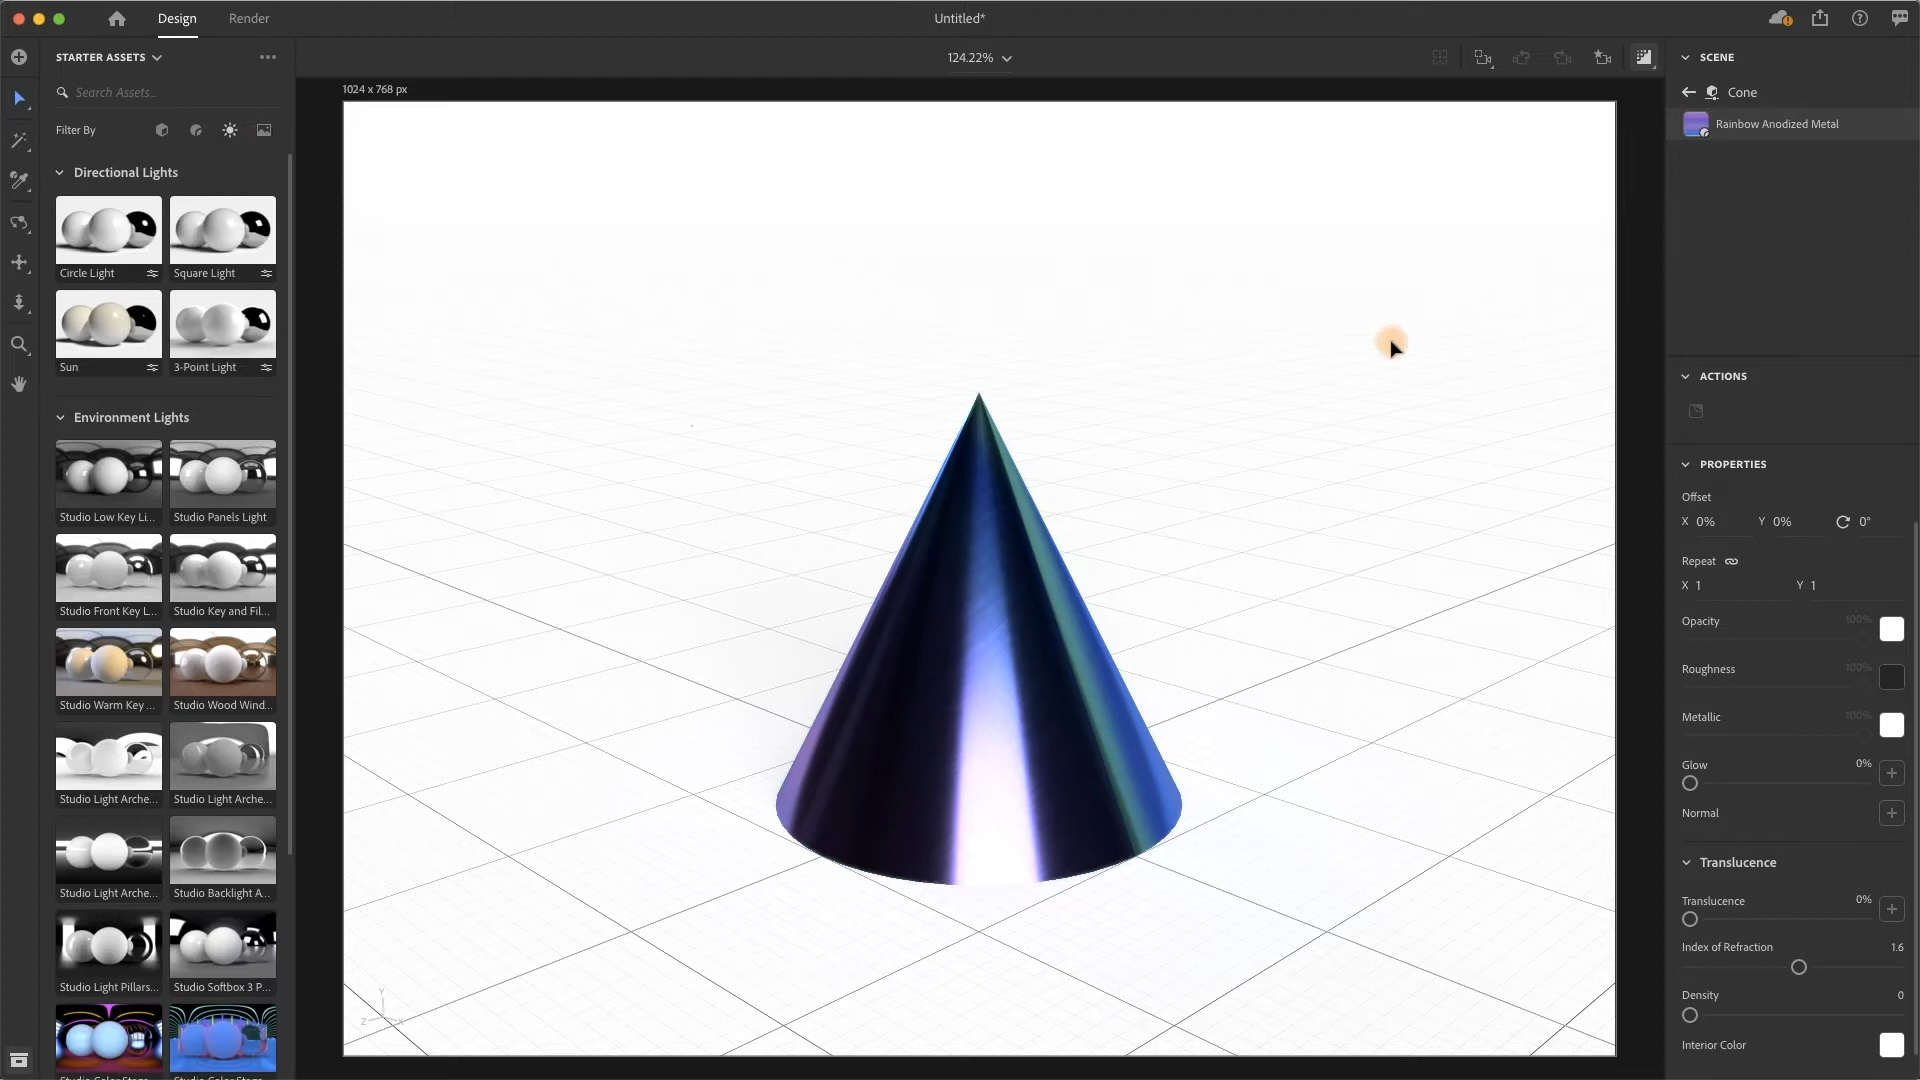 Design
Render
Untitled*
STARTER ASSETS
124.22%
SCENE
1024 x 768 px
Search Assets...
Cone
Filter By
Rainbow Anodized Metal
Directional Lights
Circle Light
Square Light
Sun
3-Point Light
Environment Lights
Studio Low Key Li...
Studio Panels Light
Studio Front Key L...
Studio Key and Fil...
Studio Warm Key ...
Studio Wood Wind...
Studio Light Arche...
Studio Light Arche...
Studio Light Arche...
Studio Backlight A...
Studio Light Pillars...
Studio Softbox 3 P...
Y
Z
X
ACTIONS
PROPERTIES
Offset
X 0%
Y 0%
0°
Repeat
X 1
Y 1
Opacity
100%
Roughness
100%
Metallic
100%
Glow
0%
Normal
Translucence
Translucence
0%
Index of Refraction
1.6
Density
0
Interior Color